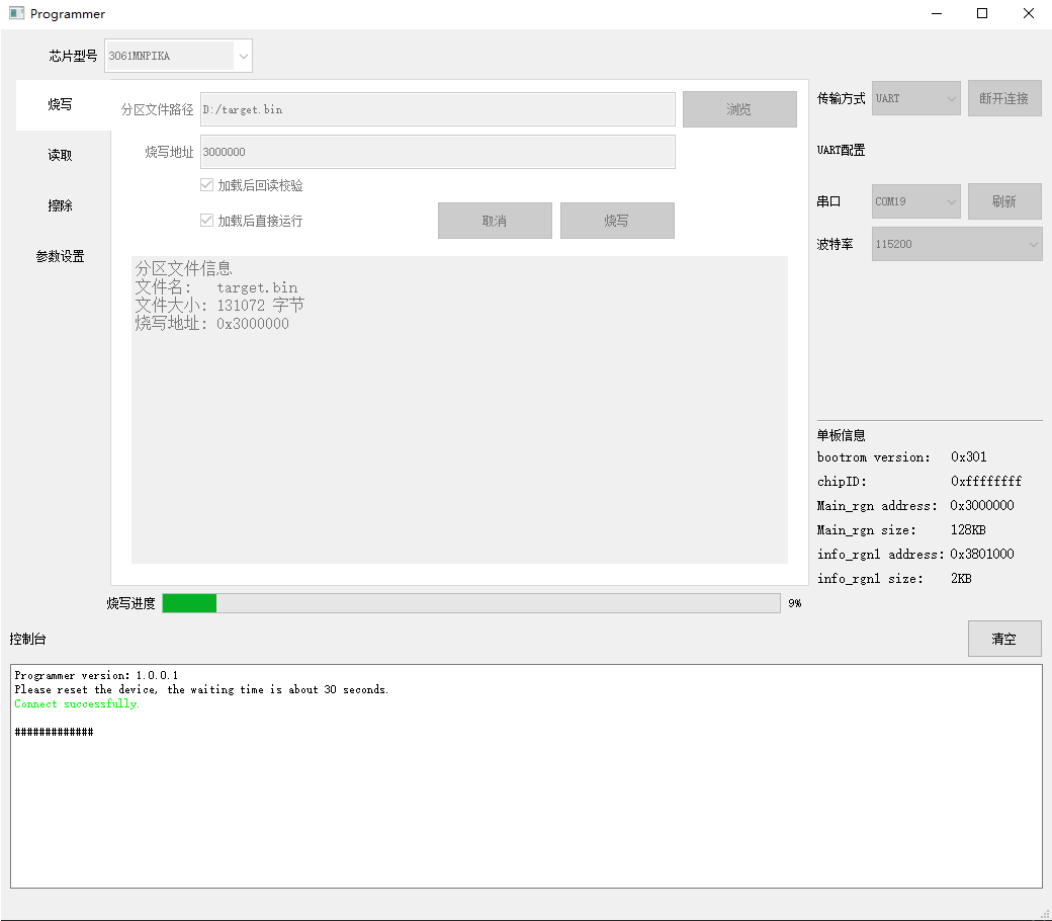 Programmer
芯片型号 3061MNPIKA
烧写
读取
擦除
参数设置
分区文件路径 D:/target.bin 浏览
烧写地址 3000000
加载后回读校验
加载后直接运行 取消 烧写
分区文件信息
文件名: target.bin
文件大小: 131072 字节
烧写地址: 0x3000000
传输方式 UART 断开连接
UART配置
串口 COM19 刷新
波特率 115200
单板信息
bootrom version: 0x301
chipID: 0xffffffff
Main_rgn address: 0x3000000
Main_rgn size: 128KB
info_rgn1 address: 0x3801000
info_rgn1 size: 2KB
烧写进度 9%
控制台 清空
Programmer version: 1.0.0.1
Please reset the device, the waiting time is about 30 seconds.
Connect successfully.
#############